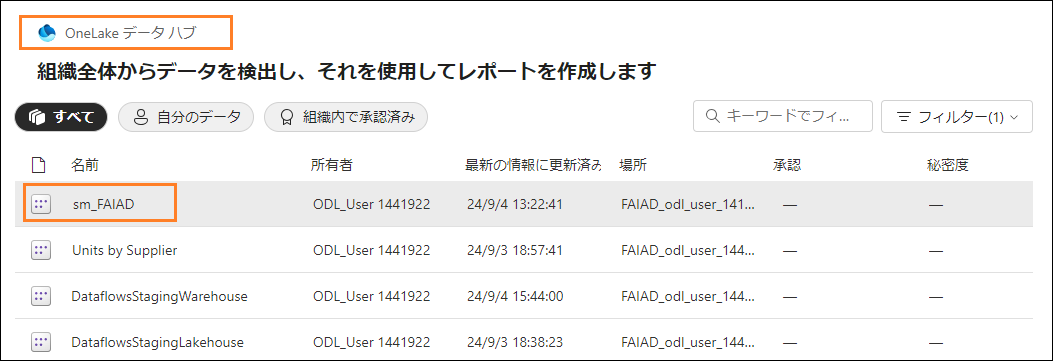 OneLake データ ハブ
組織全体からデータを検出し、それを使用してレポートを作成します
すべて 自分のデータ 組織内で承認済み キーワードでフィ... フィルター(1)
名前 所有者 最新の情報に更新済み 場所 承認 秘密度
sm_FAIAD ODL_User 1441922 24/9/4 13:22:41 FAIAD_odl_user_141... — —
Units by Supplier ODL_User 1441922 24/9/3 18:57:41 FAIAD_odl_user_144... — —
DataflowsStagingWarehouse ODL_User 1441922 24/9/4 15:44:00 FAIAD_odl_user_144... — —
DataflowsStagingLakehouse ODL_User 1441922 24/9/3 18:38:23 FAIAD_odl_user_144... — —